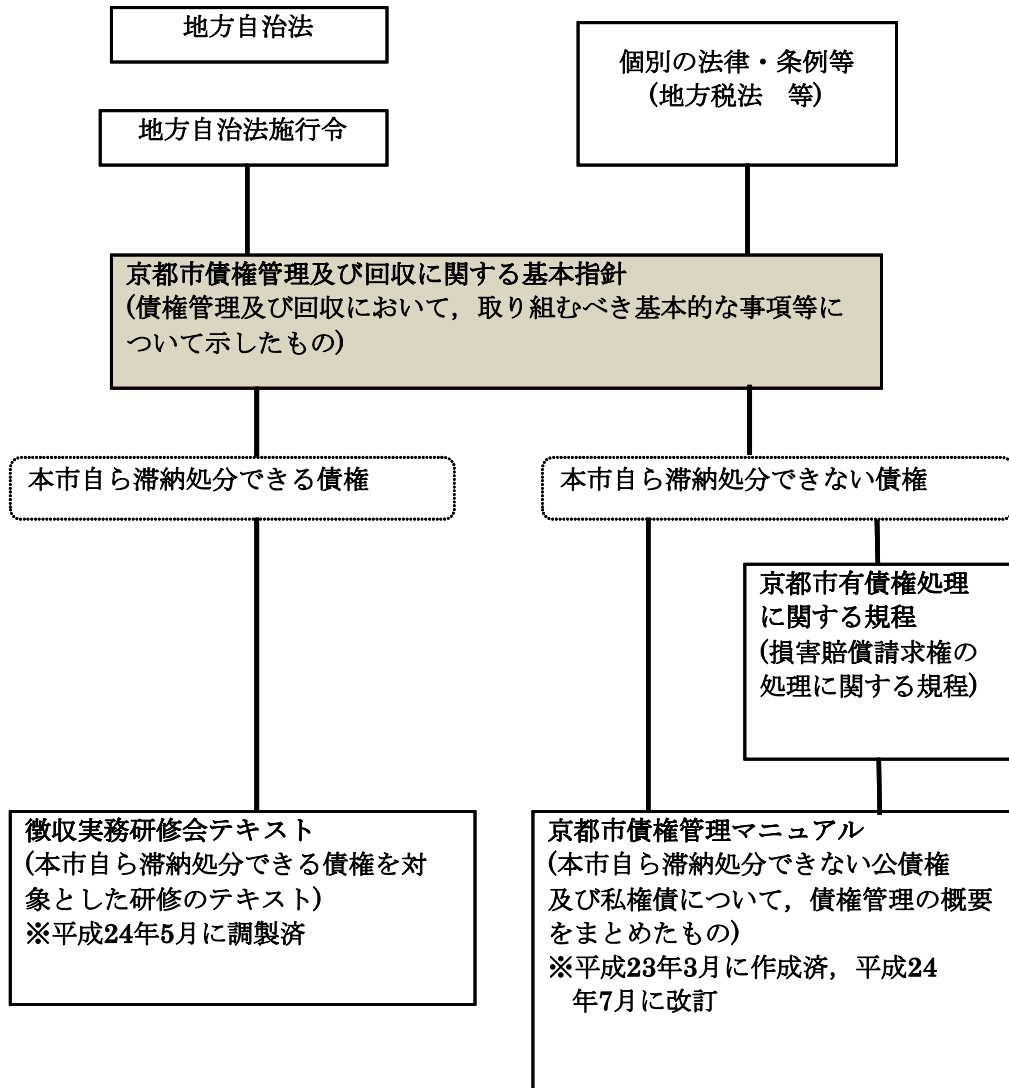 地方自治法
個別の法律・条例等
(地方税法　等)
地方自治法施行令
京都市債権管理及び回収に関する基本指針
(債権管理及び回収において，取り組むべき基本的な事項等に
ついて示したもの)
本市自ら滞納処分できる債権
本市自ら滞納処分できない債権
京都市有債権処理
に関する規程
(損害賠償請求権の
処理に関する規程)
徴収実務研修会テキスト
(本市自ら滞納処分できる債権を対
象とした研修のテキスト)
※平成24年5月に調製済
京都市債権管理マニュアル
(本市自ら滞納処分できない公債権
及び私権債について，債権管理の概要
をまとめたもの)
※平成23年3月に作成済，平成24
年7月に改訂